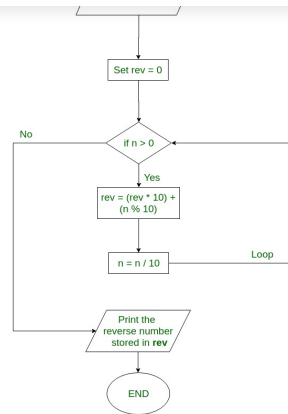 Set rev = 0
if n > 0
No
Yes
rev = (rev * 10) +
(n % 10)
n = n / 10
Loop
Print the
reverse number
stored in rev
END